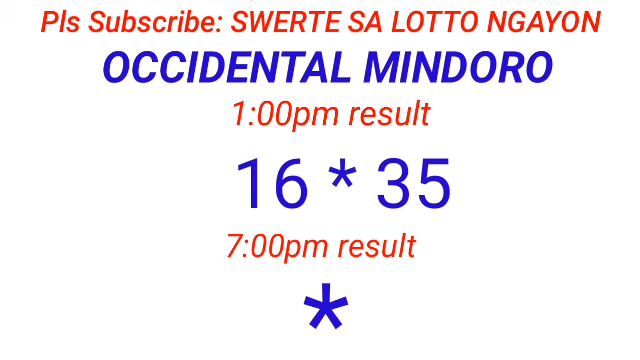 Pls Subscribe: SWERTE SA LOTTO NGAYON
OCCIDENTAL MINDORO
1:00pm result
16 * 35
7:00pm result
*